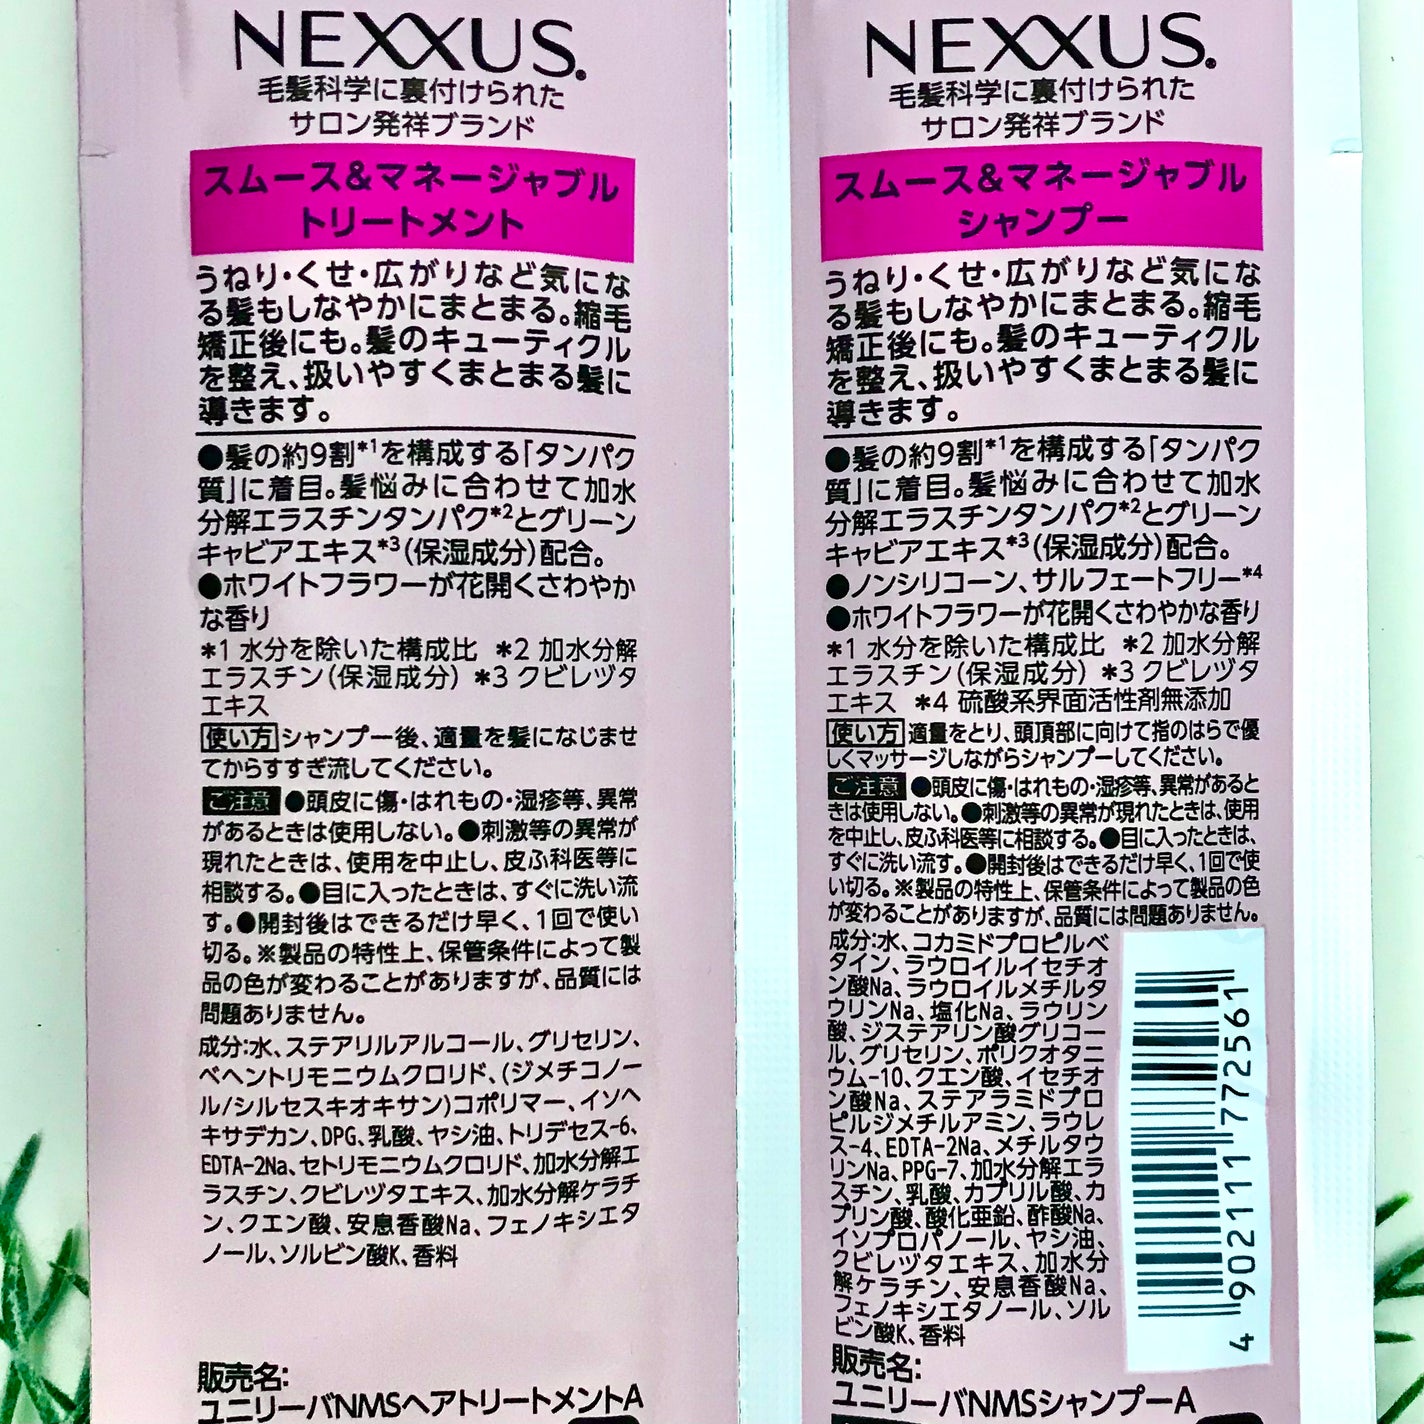 NEXXUS.
毛髪科学に裏付けられた
サロン発祥ブランド
スムース&マネージャブル
トリートメント
うねり・くせ・広がりなど気にな
る髪もしなやかにまとまる。縮毛
矯正後にも。髪のキューティクル
を整え、扱いやすくまとまる髪に
導きます。
●髪の約9割*1を構成する「タンパク
質」に着目。髪悩みに合わせて加水
分解エラスチンタンパク*2とグリーン
キャビアエキス*3(保湿成分)配合。
●ホワイトフラワーが花開くさわやか
な香り
*1 水分を除いた構成比 *2 加水分解
エラスチン(保湿成分) *3 クビレヅタ
エキス
使い方 シャンプー後、適量を髪になじませ
てからすすぎ流してください。
ご注意 ●頭皮に傷・はれもの・湿疹等、異常
があるときは使用しない。●刺激等の異常が
現れたときは、使用を中止し、皮ふ科医等に
相談する。●目に入ったときは、すぐに洗い流
す。●開封後はできるだけ早く、1回で使い
切る。※製品の特性上、保管条件によって製
品の色が変わることがありますが、品質には
問題ありません。
成分:水、ステアリルアルコール、グリセリン、
ベヘントリモニウムクロリド、(ジメチコノー
ル/シルセスキオキサン)コポリマー、イソヘ
キサデカン、DPG、乳酸、ヤシ油、トリデセス-6、
EDTA-2Na、セトリモニウムクロリド、加水分解エ
ラスチン、クビレヅタエキス、加水分解ケラチ
ン、クエン酸、安息香酸Na、フェノキシエタ
ノール、ソルビン酸K、香料
販売名:
ユニリーバNMSヘアトリートメントA
NEXXUS.
毛髪科学に裏付けられた
サロン発祥ブランド
スムース&マネージャブル
シャンプー
うねり・くせ・広がりなど気にな
る髪もしなやかにまとまる。縮毛
矯正後にも。髪のキューティクル
を整え、扱いやすくまとまる髪に
導きます。
●髪の約9割*1を構成する「タンパク
質」に着目。髪悩みに合わせて加水
分解エラスチンタンパク*2とグリーン
キャビアエキス*3(保湿成分)配合。
●ノンシリコーン、サルフェートフリー*4
●ホワイトフラワーが花開くさわやかな香り
*1 水分を除いた構成比 *2 加水分解
エラスチン(保湿成分) *3 クビレヅタ
エキス *4 硫酸系界面活性剤無添加
使い方 適量をとり、頭頂部に向けて指のはらで優
しくマッサージしながらシャンプーしてください。
ご注意 ●頭皮に傷・はれもの・湿疹等、異常があると
きは使用しない。●刺激等の異常が現れたときは、使用
を中止し、皮ふ科医等に相談する。●目に入ったときは、
すぐに洗い流す。●開封後はできるだけ早く、1回で使
い切る。※製品の特性上、保管条件によって製品の色
が変わることがありますが、品質には問題ありません。
成分:水、コカミドプロピルベ
タイン、ラウロイルイセチオ
ン酸Na、ラウロイルメチルタ
ウリンNa、塩化Na、ラウリン
酸、ジステアリン酸グリコー
ル、グリセリン、ポリクオタニ
ウム-10、クエン酸、イセチオ
ン酸Na、ステアラミドプロ
ピルジメチルアミン、ラウレ
ス-4、EDTA-2Na、メチルタウ
リンNa、PPG-7、加水分解エラ
スチン、乳酸、カプリル酸、カ
プリン酸、酸化亜鉛、酢酸Na、
イソプロパノール、ヤシ油、
クビレヅタエキス、加水分
解ケラチン、安息香酸Na、
フェノキシエタノール、ソル
ビン酸K、香料
4 902111 772561
販売名:
ユニリーバNMSシャンプーA